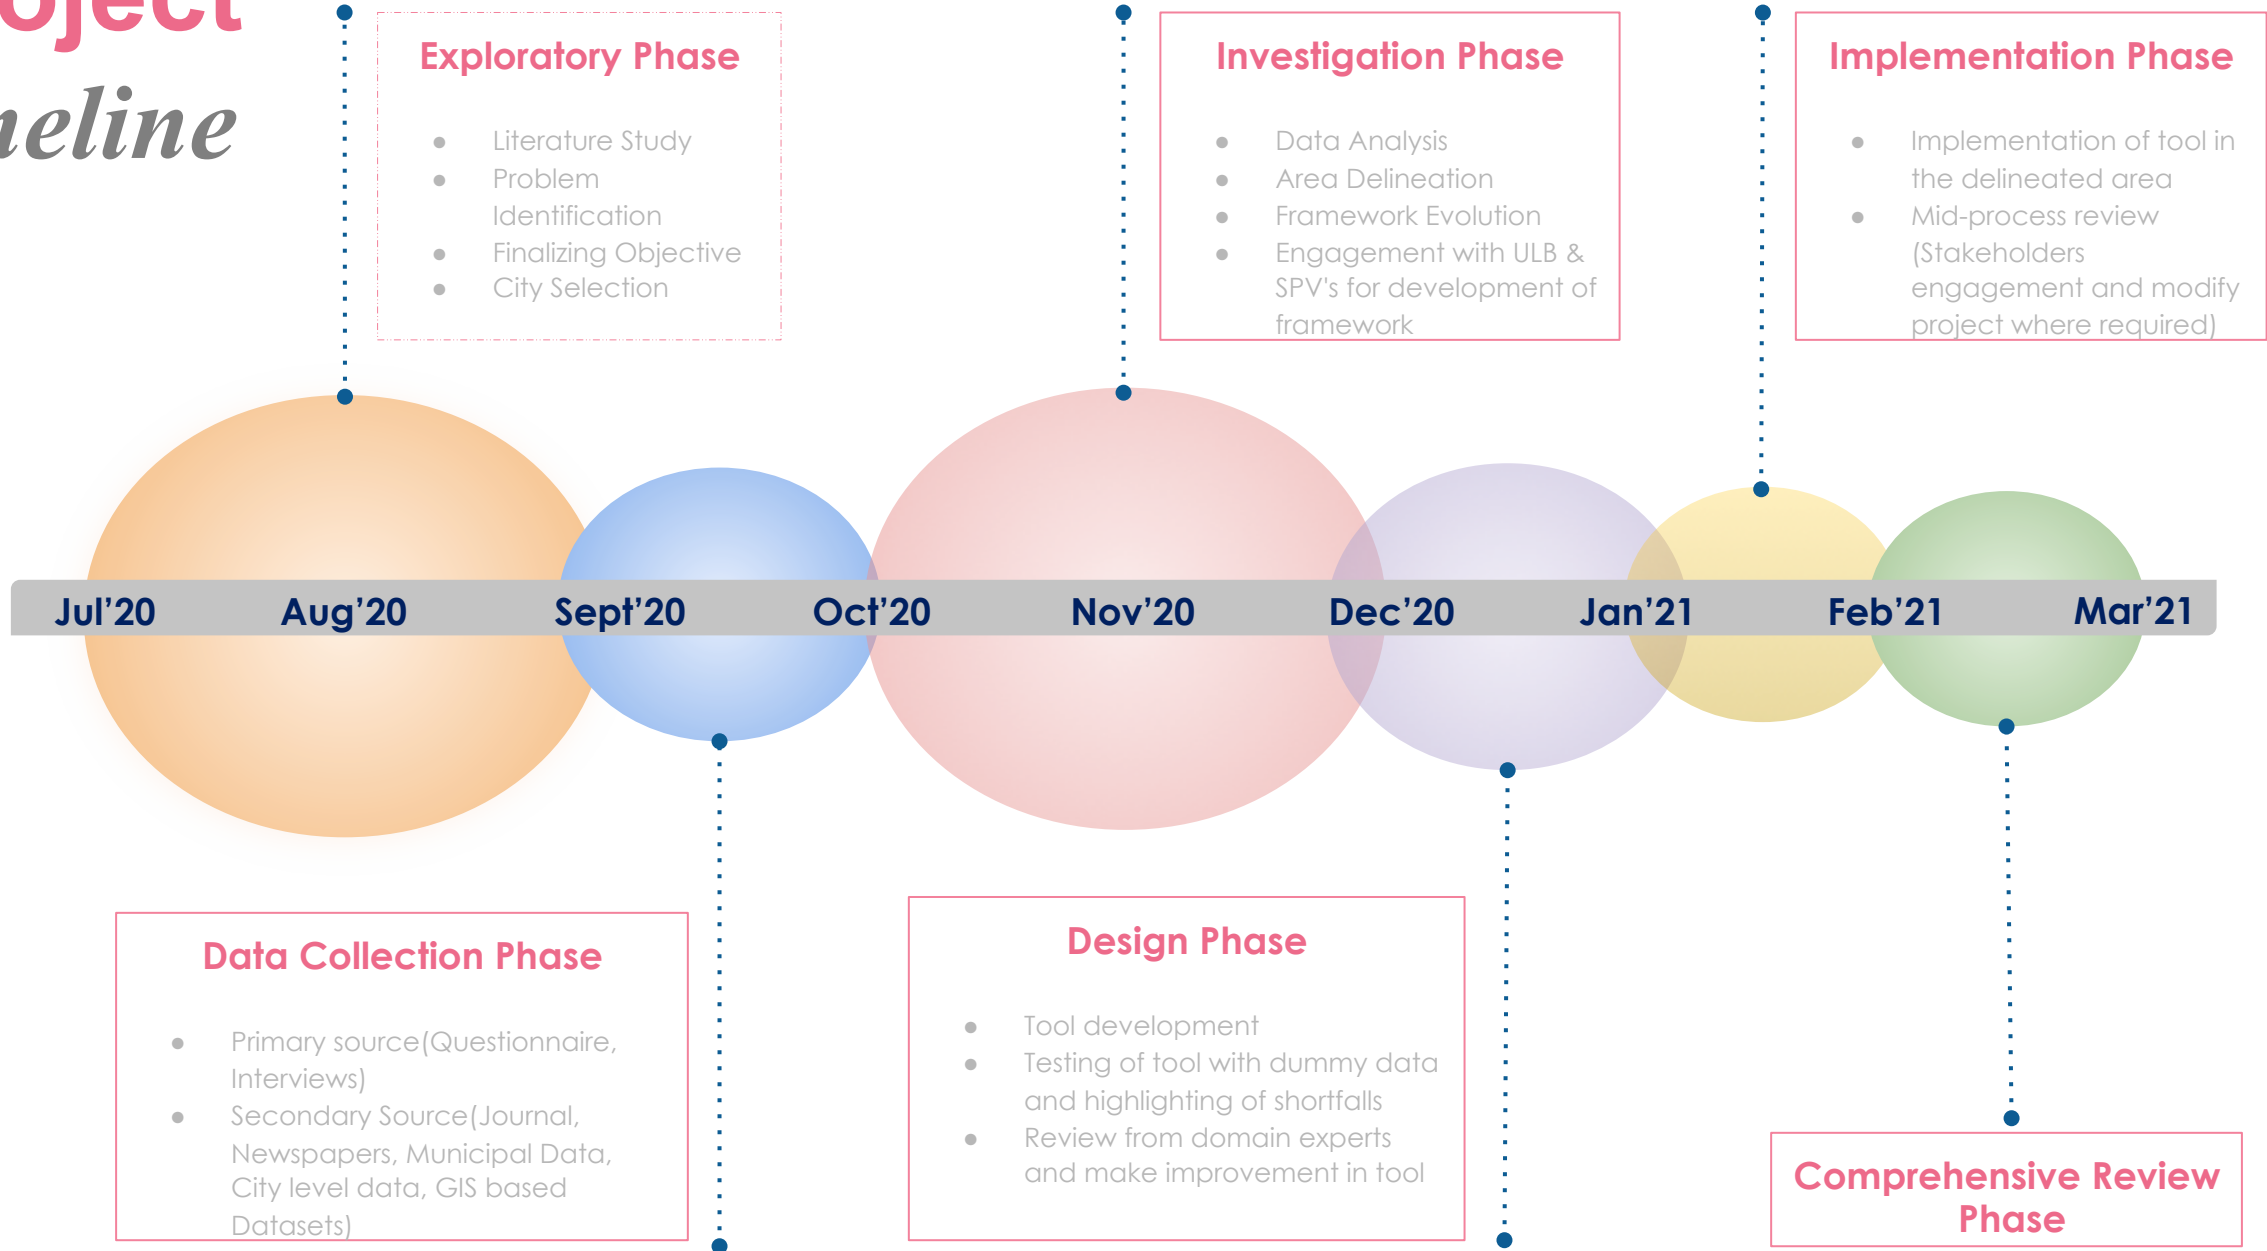 oject
neline
Exploratory Phase
● Literature Study
● Problem
Identification
● Finalizing Objective
● City Selection
Investigation Phase
● Data Analysis
● Area Delineation
● Framework Evolution
● Engagement with ULB &
SPV's for development of
framework
Implementation Phase
● Implementation of tool in
the delineated area
● Mid-process review
(Stakeholders
engagement and modify
project where required)
Jul’20 Aug’20 Sept’20 Oct’20 Nov’20 Dec’20 Jan’21 Feb’21 Mar’21
Data Collection Phase
● Primary source(Questionnaire,
Interviews)
● Secondary Source(Journal,
Newspapers, Municipal Data,
City level data, GIS based
Datasets)
Design Phase
● Tool development
● Testing of tool with dummy data
and highlighting of shortfalls
● Review from domain experts
and make improvement in tool
Comprehensive Review
Phase